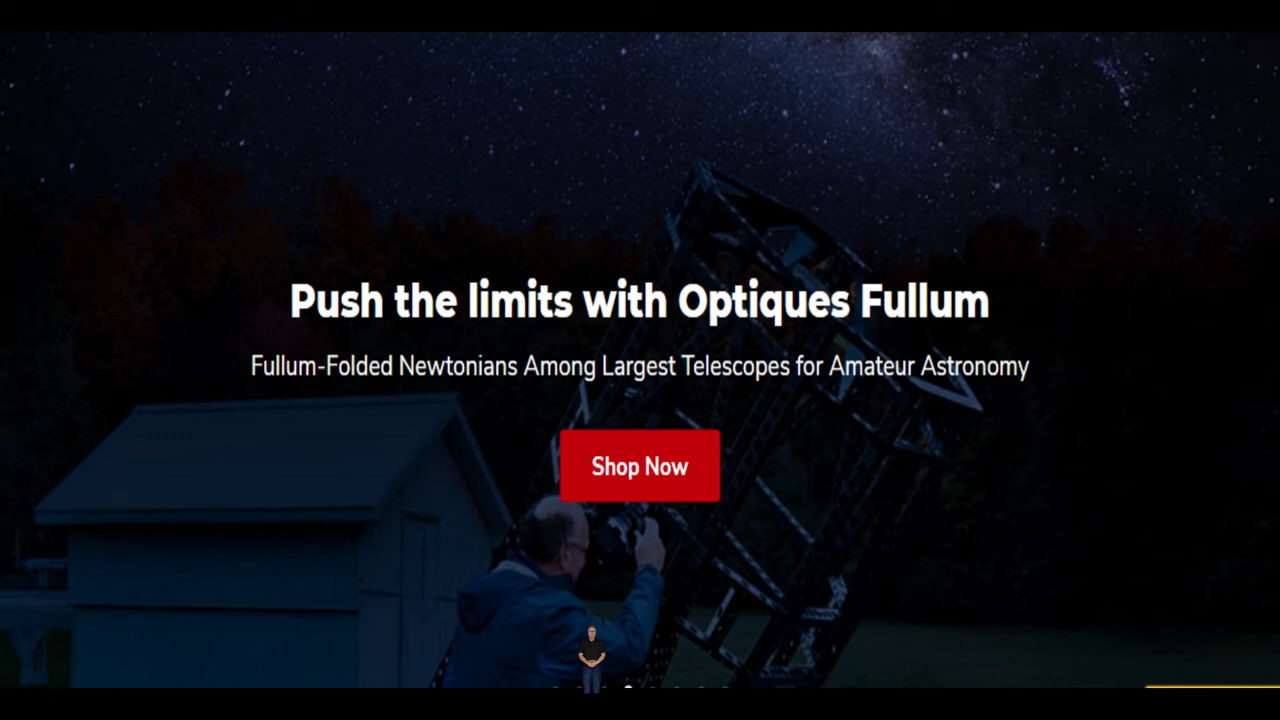 Push the limits with Optiques Fullum
Fullum-Folded Newtonians Among Largest Telescopes for Amateur Astronomy
Shop Now